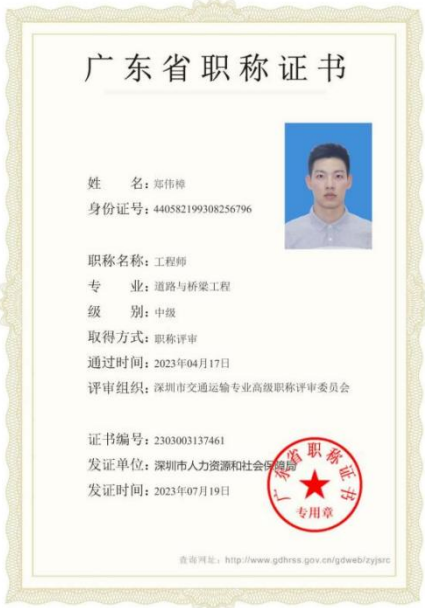 广东省职称证书
姓 名：郑伟樟
身份证号：440582199308256796
职称名称：工程师
专 业：道路与桥梁工程
级 别：中级
取得方式：职称评审
通过时间：2023年04月17日
评审组织：深圳市交通运输专业高级职称评审委员会
证书编号：2303003137461
发证单位：深圳市人力资源和社会保障局
发证时间：2023年07月19日
广东省职称证书
专用章
查询网址：http://www.gdhrss.gov.cn/gdweb/zyjsrc